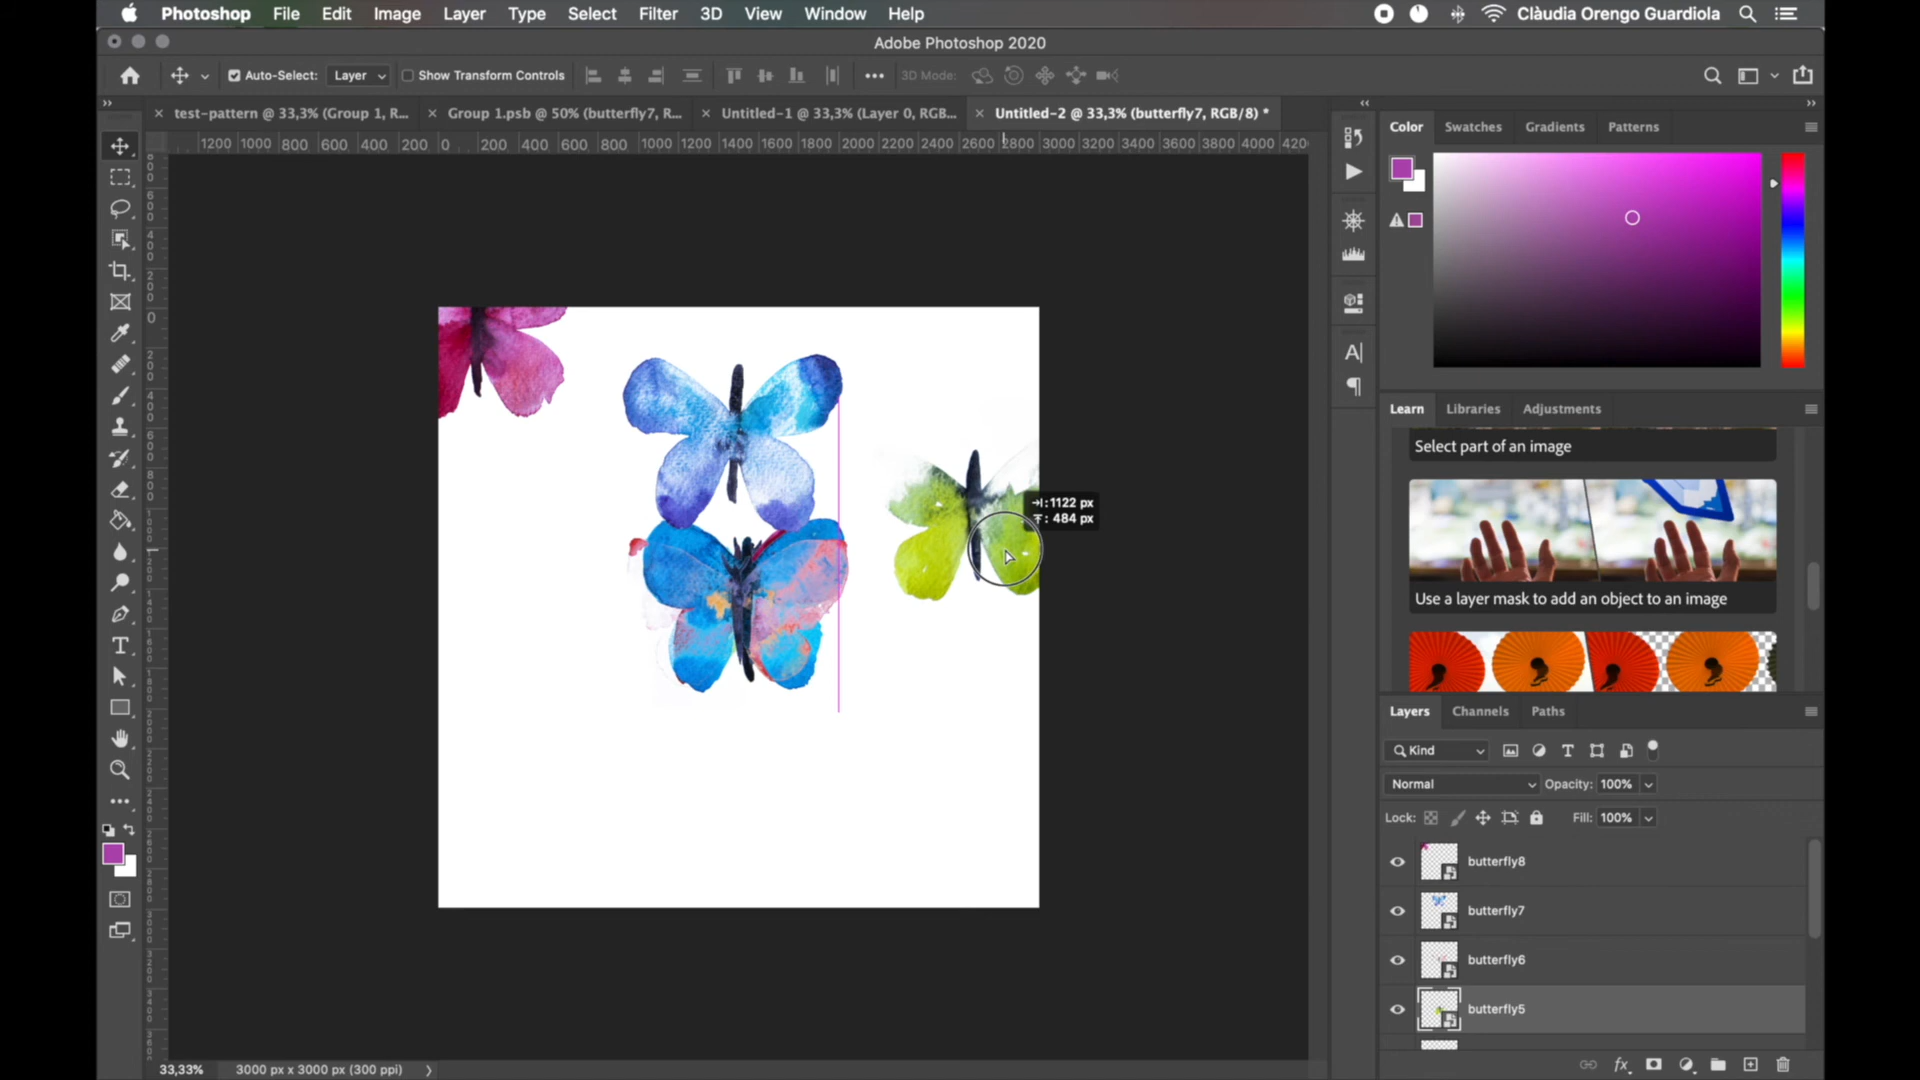 Photoshop File Edit Image Layer Type Select Filter 3D View Window Help Clàudia Orengo Guardiola
Adobe Photoshop 2020
Auto-Select: Layer Show Transform Controls 3D Mode:
test-pattern @ 33,3% (Group 1, R... Group 1.psb @ 50% (butterfly7, R... Untitled-1 @ 33,3% (Layer 0, RGB... Untitled-2 @ 33,3% (butterfly7, RGB/8) *
1200 1000 800 600 400 200 0 200 400 600 800 1000 1200 1400 1600 1800 2000 2200 2400 2600 2800 3000 3200 3400 3600 3800 4000 420
Color Swatches Gradients Patterns
Learn Libraries Adjustments
Select part of an image
1122 px
484 px
Use a layer mask to add an object to an image
Layers Channels Paths
Kind
Normal Opacity: 100%
Lock: Fill: 100%
butterfly8
butterfly7
butterfly6
butterfly5
33,33% 3000 px x 3000 px (300 ppi)